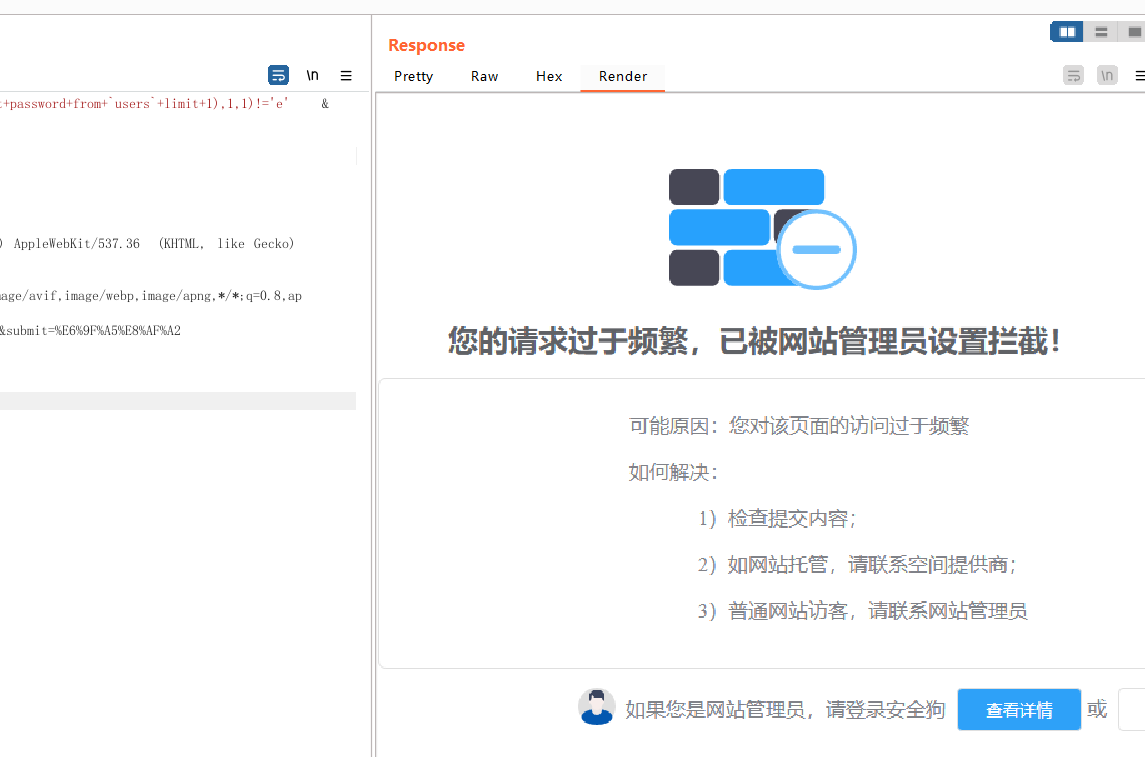 Response
\n
Pretty Raw Hex Render
\n
+password+from+`users`+limit+1),1,1)!='e' &
) AppleWebKit/537.36 (KHTML, like Gecko)
age/avif,image/webp,image/apng,*/*;q=0.8,ap
&submit=%E6%9F%A5%E8%AF%A2
您的请求过于频繁，已被网站管理员设置拦截！
可能原因：您对该页面的访问过于频繁
如何解决：
1）检查提交内容；
2）如网站托管，请联系空间提供商；
3）普通网站访客，请联系网站管理员
如果您是网站管理员，请登录安全狗 查看详情 或